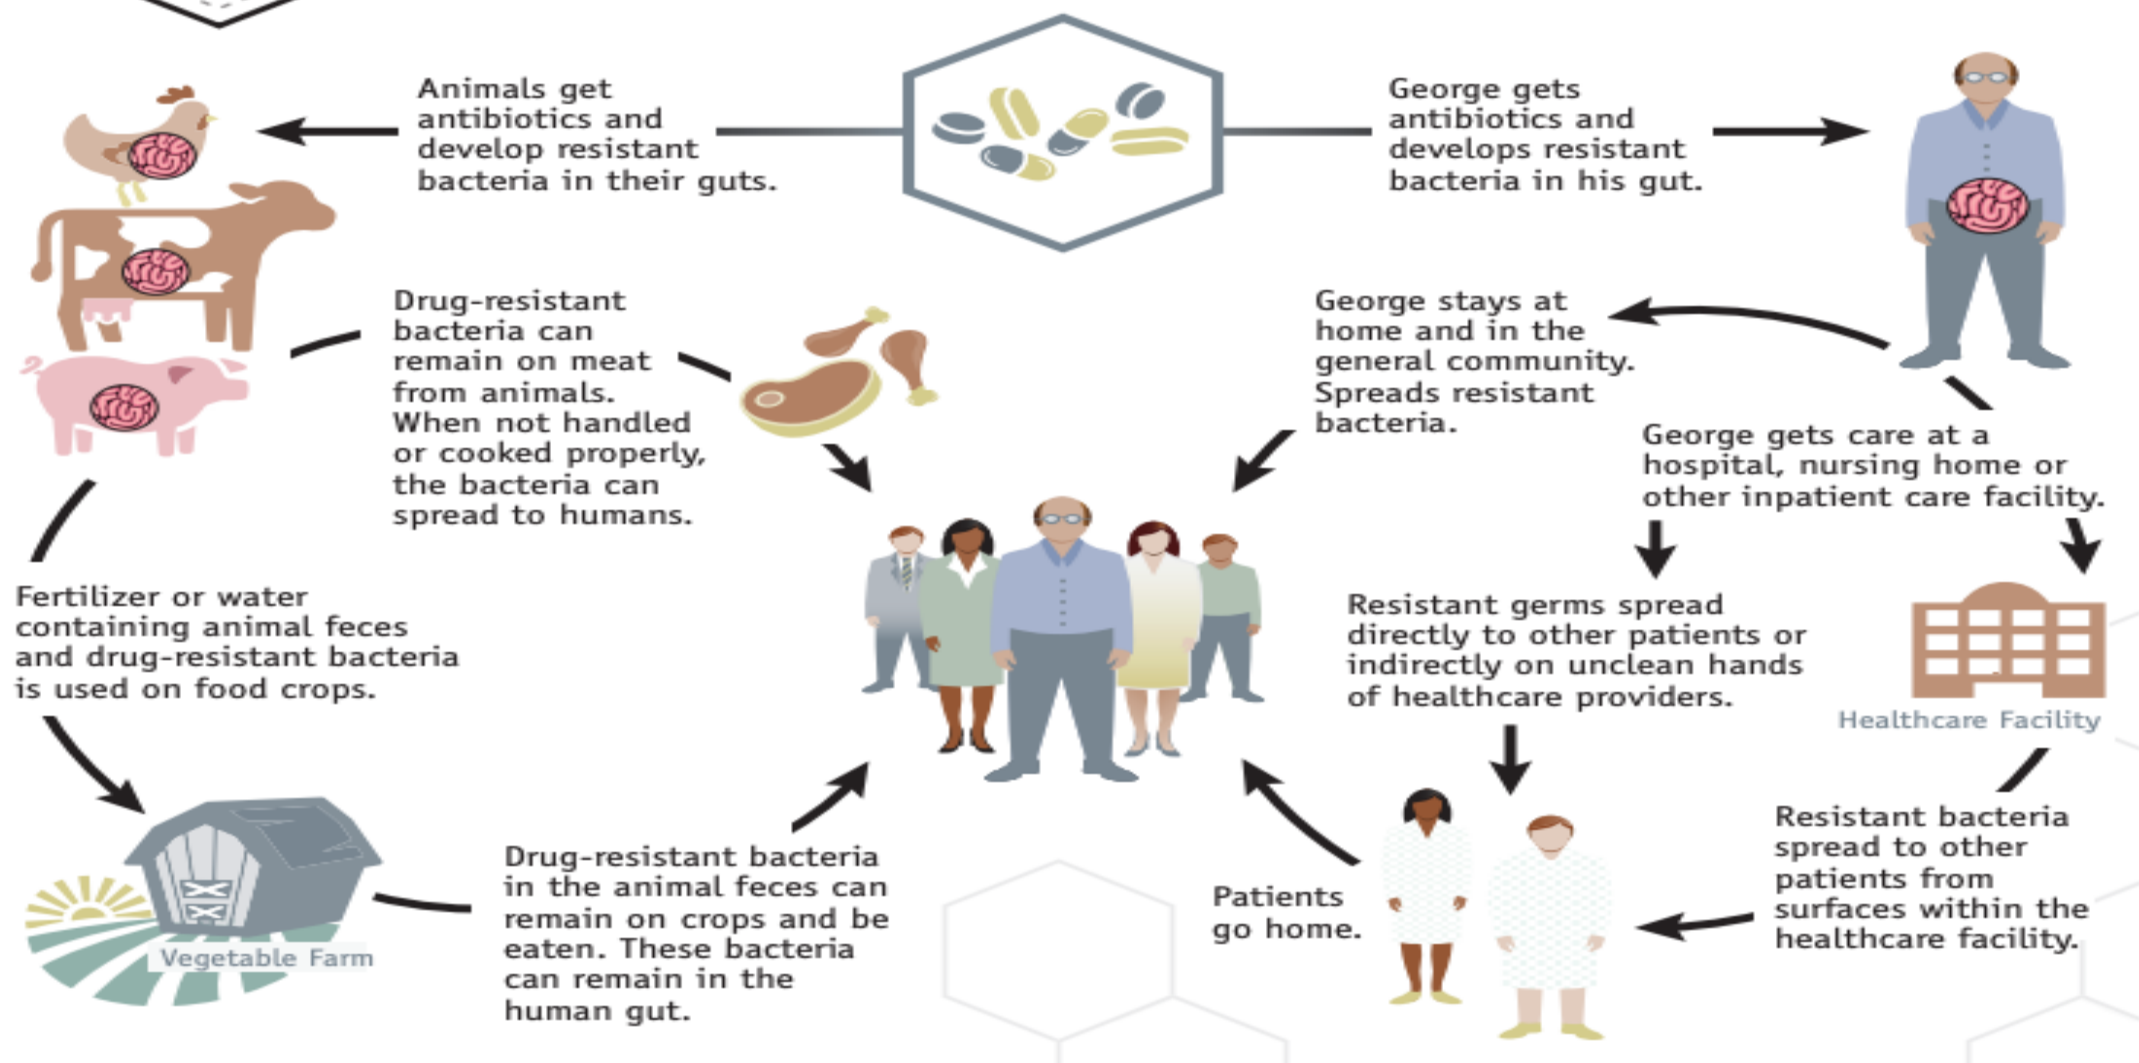 Animals get
antibiotics and
develop resistant
bacteria in their guts.
George gets
antibiotics and
develops resistant
bacteria in his gut.
Drug-resistant
bacteria can
remain on meat
from animals.
When not handled
or cooked properly,
the bacteria can
spread to humans.
George stays at
home and in the
general community.
Spreads resistant
bacteria.
George gets care at a
hospital, nursing home or
other inpatient care facility.
Fertilizer or water
containing animal feces
and drug-resistant bacteria
is used on food crops.
Resistant germs spread
directly to other patients or
indirectly on unclean hands
of healthcare providers.
Healthcare Facility
Vegetable Farm
Drug-resistant bacteria
in the animal feces can
remain on crops and be
eaten. These bacteria
can remain in the
human gut.
Patients
go home.
Resistant bacteria
spread to other
patients from
surfaces within the
healthcare facility.